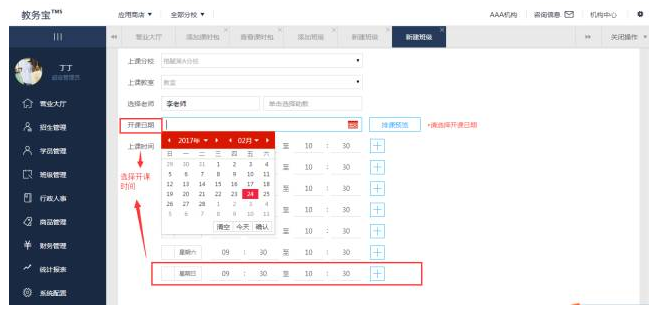 教务宝™⁵
应用商店 ▼ 全部分校 ▼ AAA机构 咨询信息 机构中心
营业大厅 添加课时包 查看课时包 添加班级 新建班级 新建班级 关闭操作
丁丁
营业大厅
招生管理
学员管理
班级管理
行政人事
商品管理
财务管理
统计报表
系统配置
上课分校
上课教室 教室
选择老师 李老师 单击选择助教
开课日期 排课预览 *请选择开课日期
上课时间
选择开课时间
2017年 02月
日 一 二 三 四 五 六
29 30 31 1 2 3 4
5 6 7 8 9 10 11
12 13 14 15 16 17 18
19 20 21 22 23 24 25
26 27 28 1 2 3 4
5 6 7 8 9 10 11
清空 今天 确认
至 10 : 30
至 10 : 30
至 10 : 30
至 10 : 30
至 10 : 30
星期六 09 : 30 至 10 : 30
星期日 09 : 30 至 10 : 30